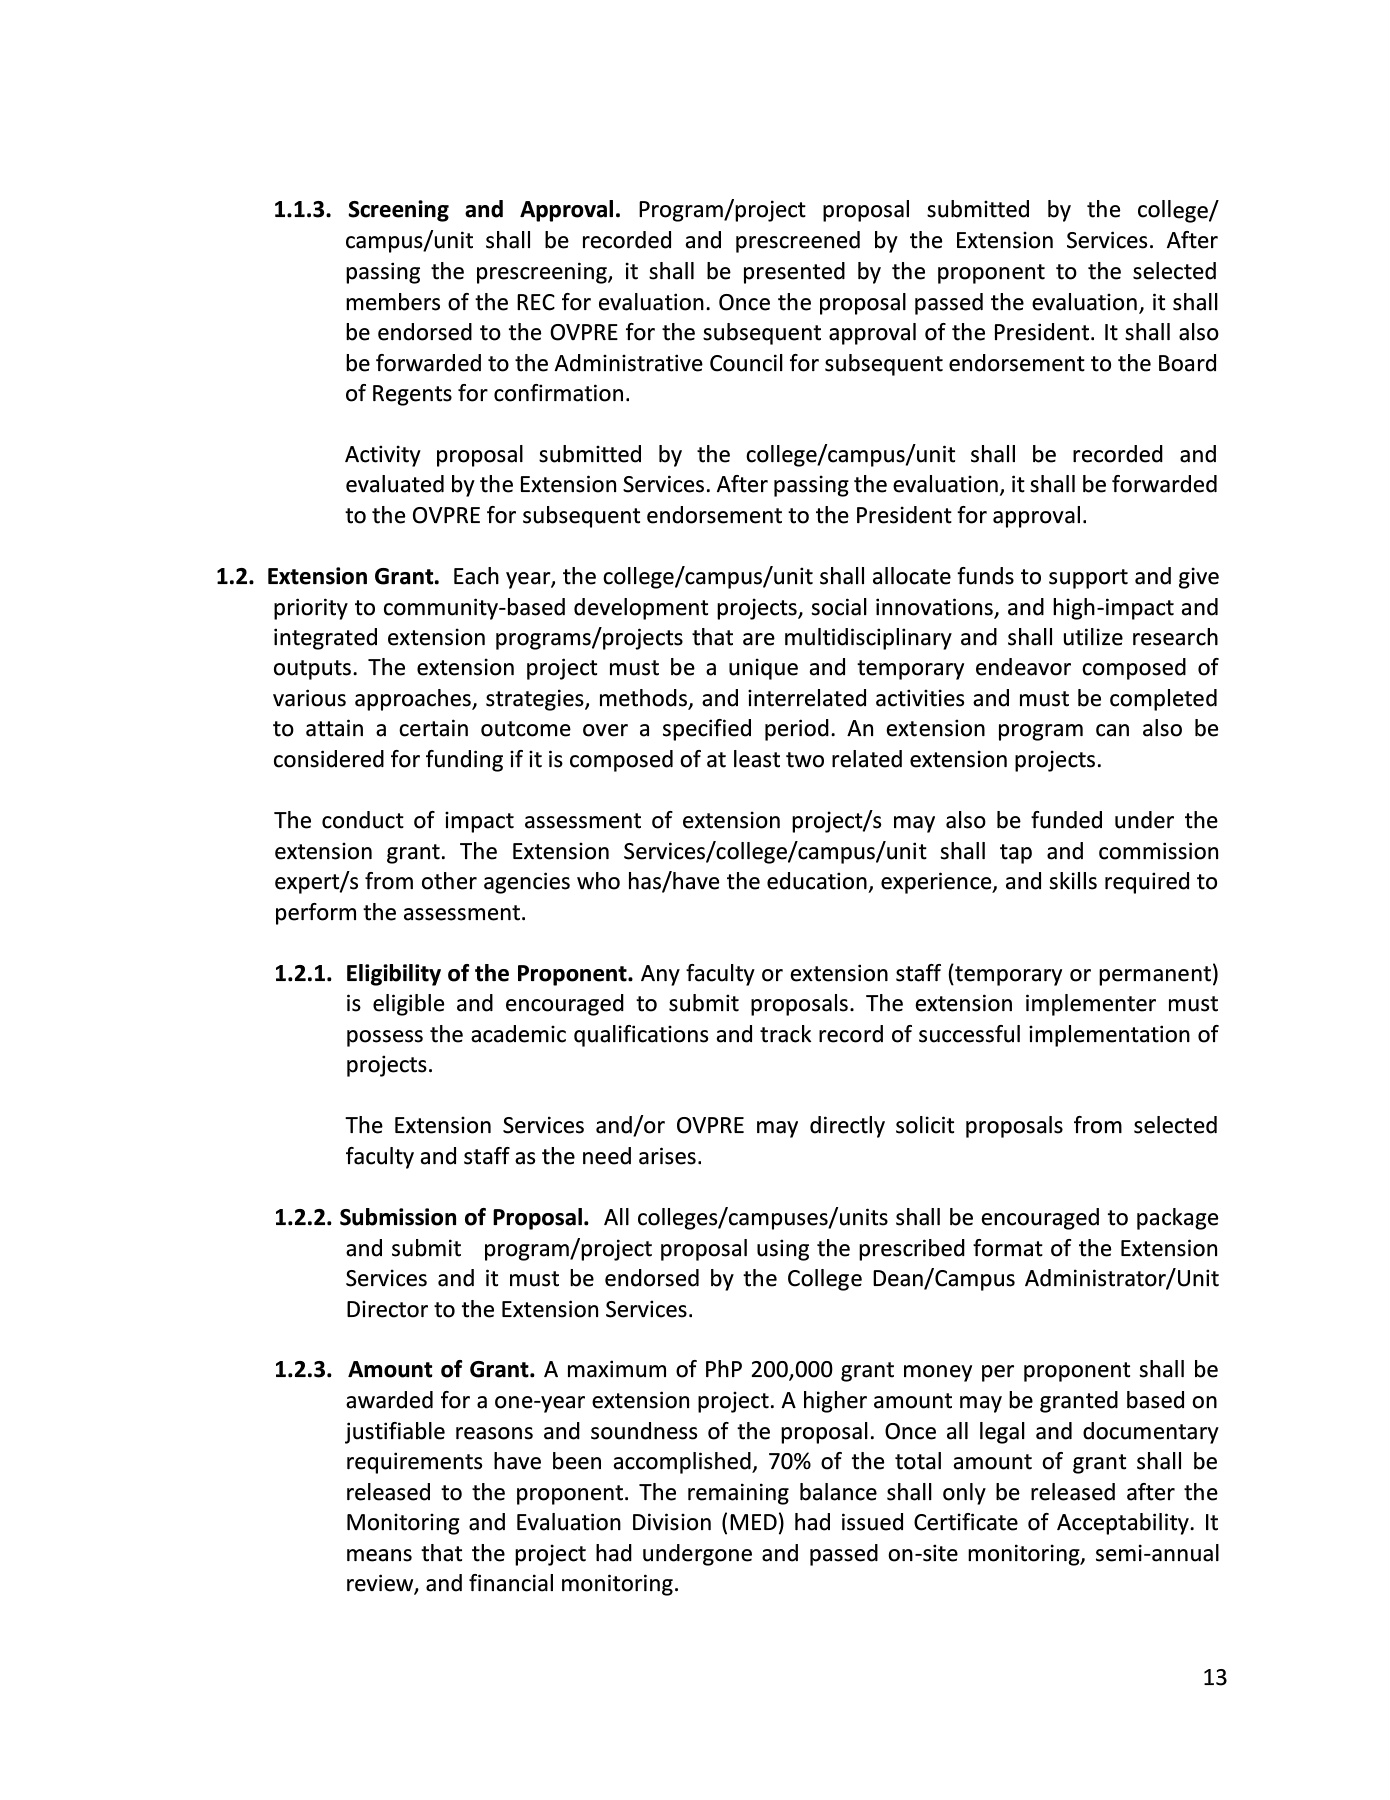 1.1.3. Screening and Approval. Program/project proposal submitted by the college/
campus/unit shall be recorded and prescreened by the Extension Services. After
passing the prescreening, it shall be presented by the proponent to the selected
members of the REC for evaluation. Once the proposal passed the evaluation, it shall
be endorsed to the OVPRE for the subsequent approval of the President. It shall also
be forwarded to the Administrative Council for subsequent endorsement to the Board
of Regents for confirmation.
Activity proposal submitted by the college/campus/unit shall be recorded and
evaluated by the Extension Services. After passing the evaluation, it shall be forwarded
to the OVPRE for subsequent endorsement to the President for approval.
1.2. Extension Grant. Each year, the college/campus/unit shall allocate funds to support and give
priority to community-based development projects, social innovations, and high-impact and
integrated extension programs/projects that are multidisciplinary and shall utilize research
outputs. The extension project must be a unique and temporary endeavor composed of
various approaches, strategies, methods, and interrelated activities and must be completed
to attain a certain outcome over a specified period. An extension program can also be
considered for funding if it is composed of at least two related extension projects.
The conduct of impact assessment of extension project/s may also be funded under the
extension grant. The Extension Services/college/campus/unit shall tap and commission
expert/s from other agencies who has/have the education, experience, and skills required to
perform the assessment.
1.2.1. Eligibility of the Proponent. Any faculty or extension staff (temporary or permanent)
is eligible and encouraged to submit proposals. The extension implementer must
possess the academic qualifications and track record of successful implementation of
projects.
The Extension Services and/or OVPRE may directly solicit proposals from selected
faculty and staff as the need arises.
1.2.2. Submission of Proposal. All colleges/campuses/units shall be encouraged to package
and submit program/project proposal using the prescribed format of the Extension
Services and it must be endorsed by the College Dean/Campus Administrator/Unit
Director to the Extension Services.
1.2.3. Amount of Grant. A maximum of PhP 200,000 grant money per proponent shall be
awarded for a one-year extension project. A higher amount may be granted based on
justifiable reasons and soundness of the proposal. Once all legal and documentary
requirements have been accomplished, 70% of the total amount of grant shall be
released to the proponent. The remaining balance shall only be released after the
Monitoring and Evaluation Division (MED) had issued Certificate of Acceptability. It
means that the project had undergone and passed on-site monitoring, semi-annual
review, and financial monitoring.
13